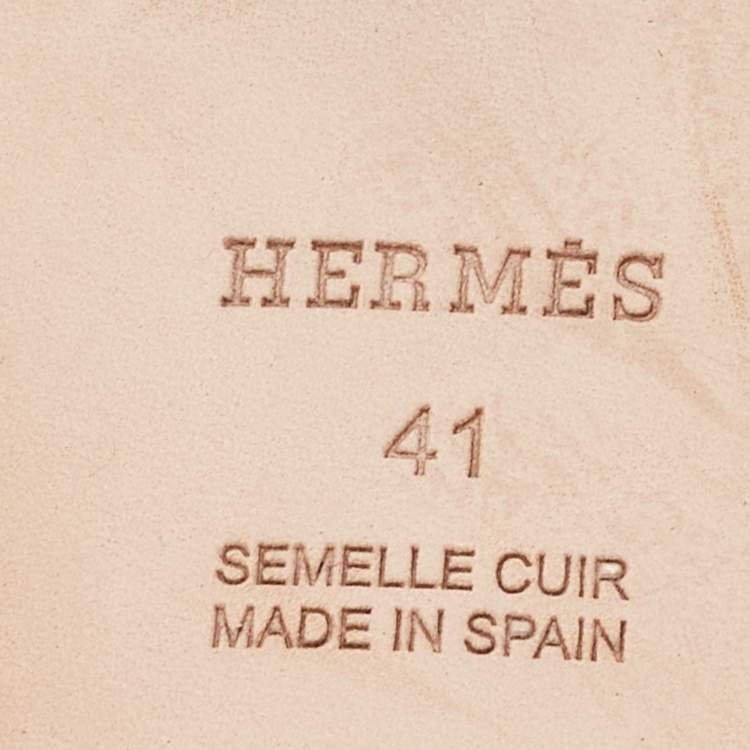 HERMÈS
41
SEMELLE CUIR
MADE IN SPAIN